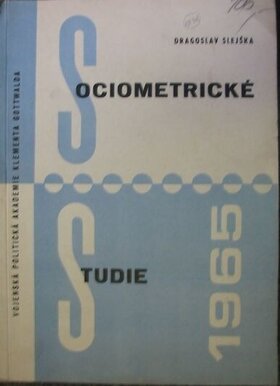 DRAGOSLAV SLEJŠKA
SOCIOMETRICKÉ
STUDIE
1965
VOJENSKÁ POLITICKÁ AKADEMIE KLEMENTA GOTTWALDA